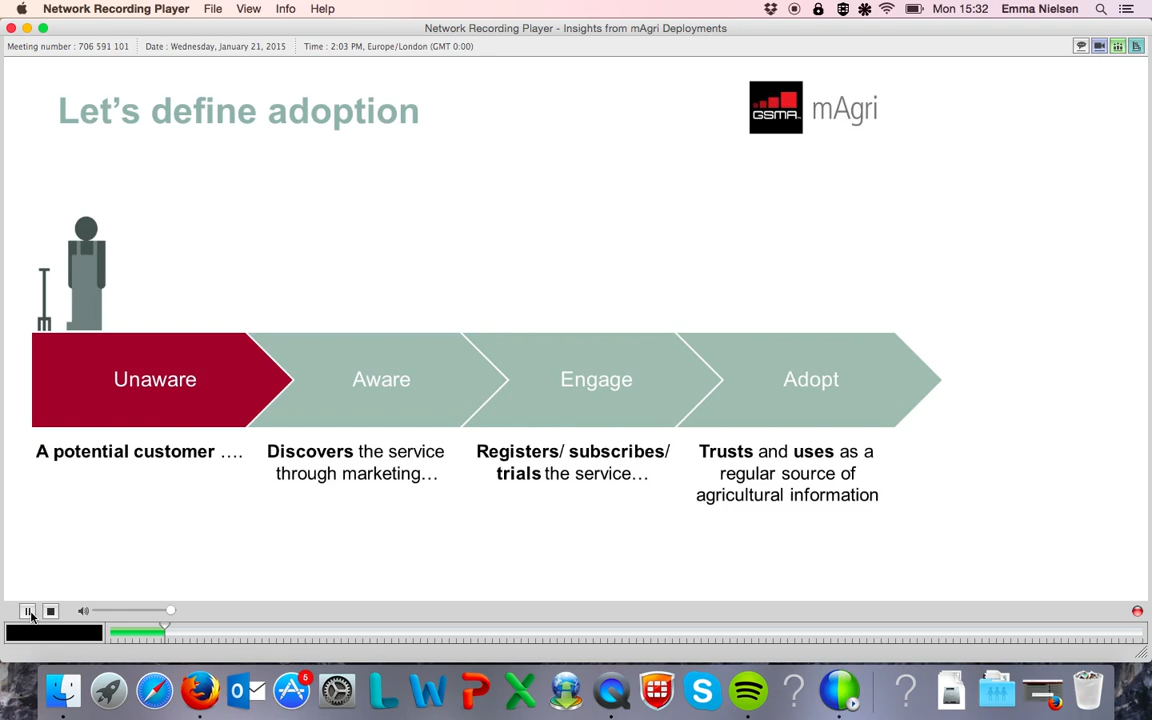 Network Recording Player File View Info Help Mon 15:32 Emma Nielsen
Network Recording Player - Insights from mAgri Deployments
Meeting number : 706 591 101 Date : Wednesday, January 21, 2015 Time : 2:03 PM, Europe/London (GMT 0:00)
Let’s define adoption
GSMA mAgri
Unaware Aware Engage Adopt
A potential customer …. Discovers the service Registers/ subscribes/ Trusts and uses as a
through marketing… trials the service… regular source of
agricultural information
5